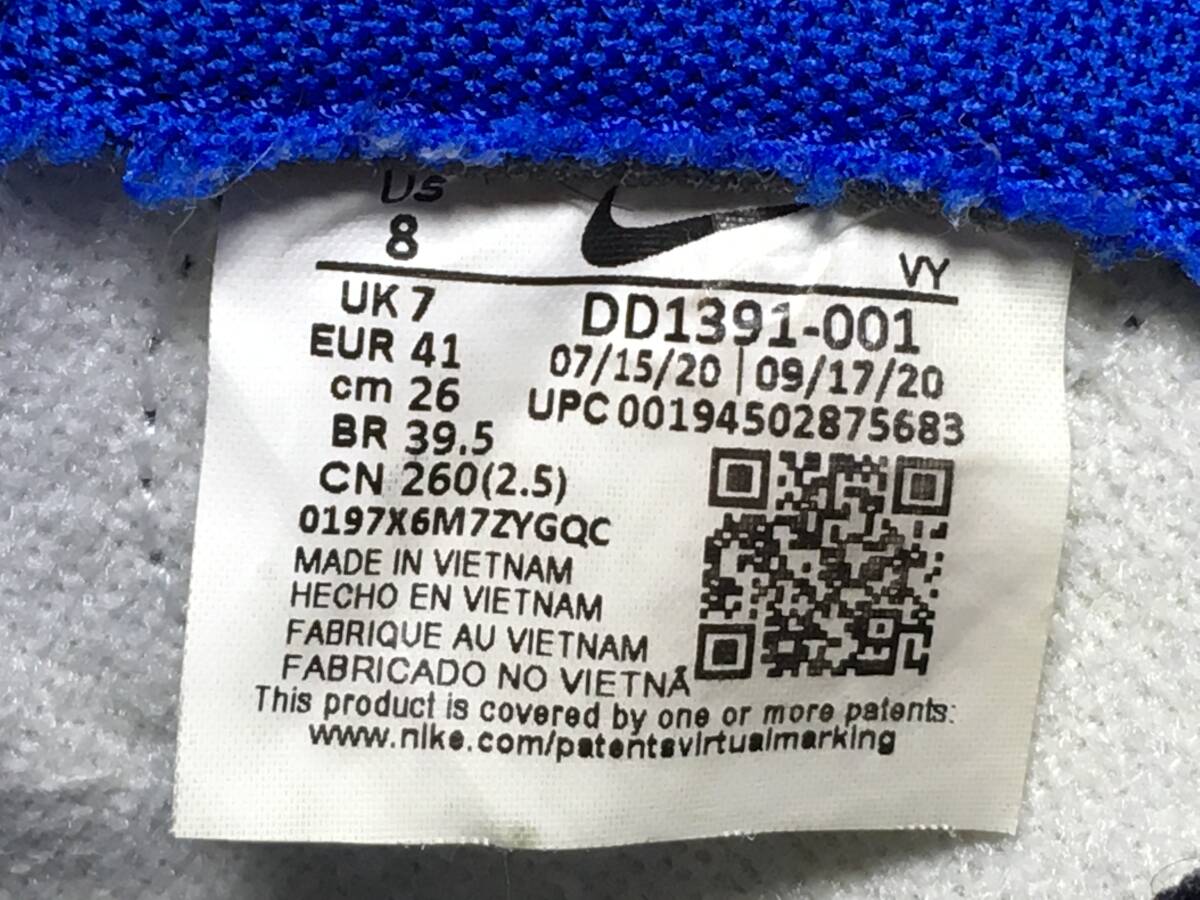 Us
8
VY
UK 7
EUR 41
cm 26
BR 39.5
CN 260(2.5)
DD1391-001
07/15/20 | 09/17/20
UPC 00194502875683
0197X6M7ZYGQC
MADE IN VIETNAM
HECHO EN VIETNAM
FABRIQUE AU VIETNAM
FABRICADO NO VIETNÃ
This product is covered by one or more patents:
www.nike.com/patentsvirtualmarking